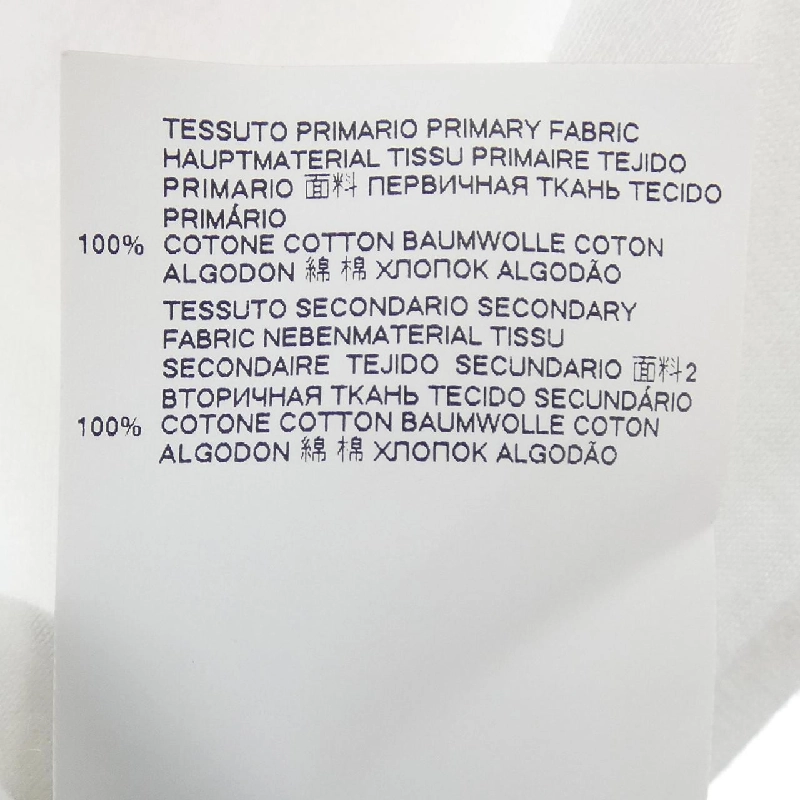 TESSUTO PRIMARIO PRIMARY FABRIC
HAUPTMATERIAL TISSU PRIMAIRE TEJIDO
PRIMARIO 面料 ПЕРВИЧНАЯ ТКАНЬ TECIDO
PRIMÁRIO
100% COTONE COTTON BAUMWOLLE COTON
ALGODON 綿 棉 ХЛОПОК ALGODÃO
TESSUTO SECONDARIO SECONDARY
FABRIC NEBENMATERIAL TISSU
SECONDAIRE TEJIDO SECUNDARIO 面料2
ВТОРИЧНАЯ ТКАНЬ TECIDO SECUNDÁRIO
100% COTONE COTTON BAUMWOLLE COTON
ALGODON 綿 棉 ХЛОПОК ALGODÃO